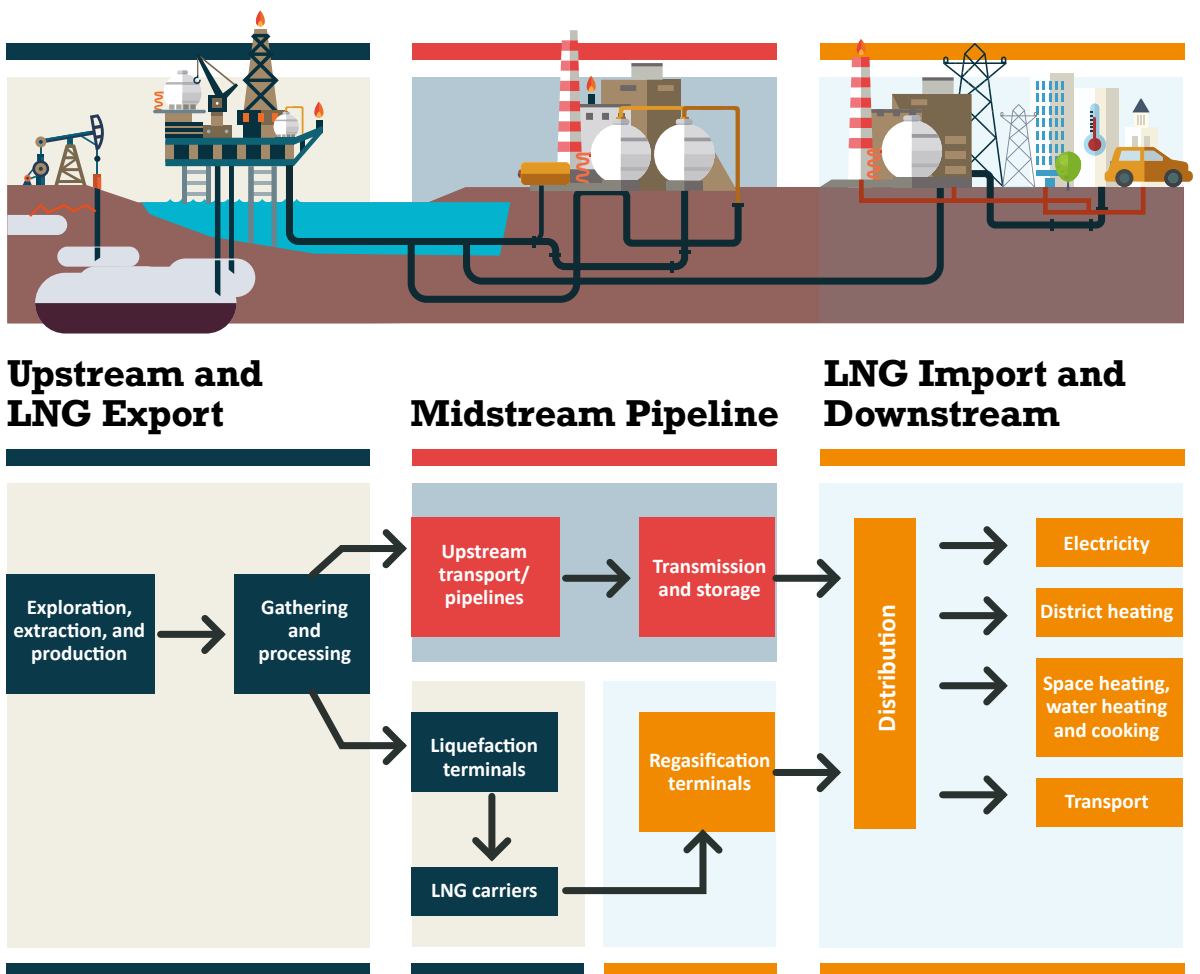 Upstream and
LNG Export
Midstream Pipeline
LNG Import and
Downstream
Exploration,
extraction, and
production
Gathering
and
processing
Upstream
transport/
pipelines
Transmission
and storage
Liquefaction
terminals
LNG carriers
Regasification
terminals
Distribution
Electricity
District heating
Space heating,
water heating
and cooking
Transport